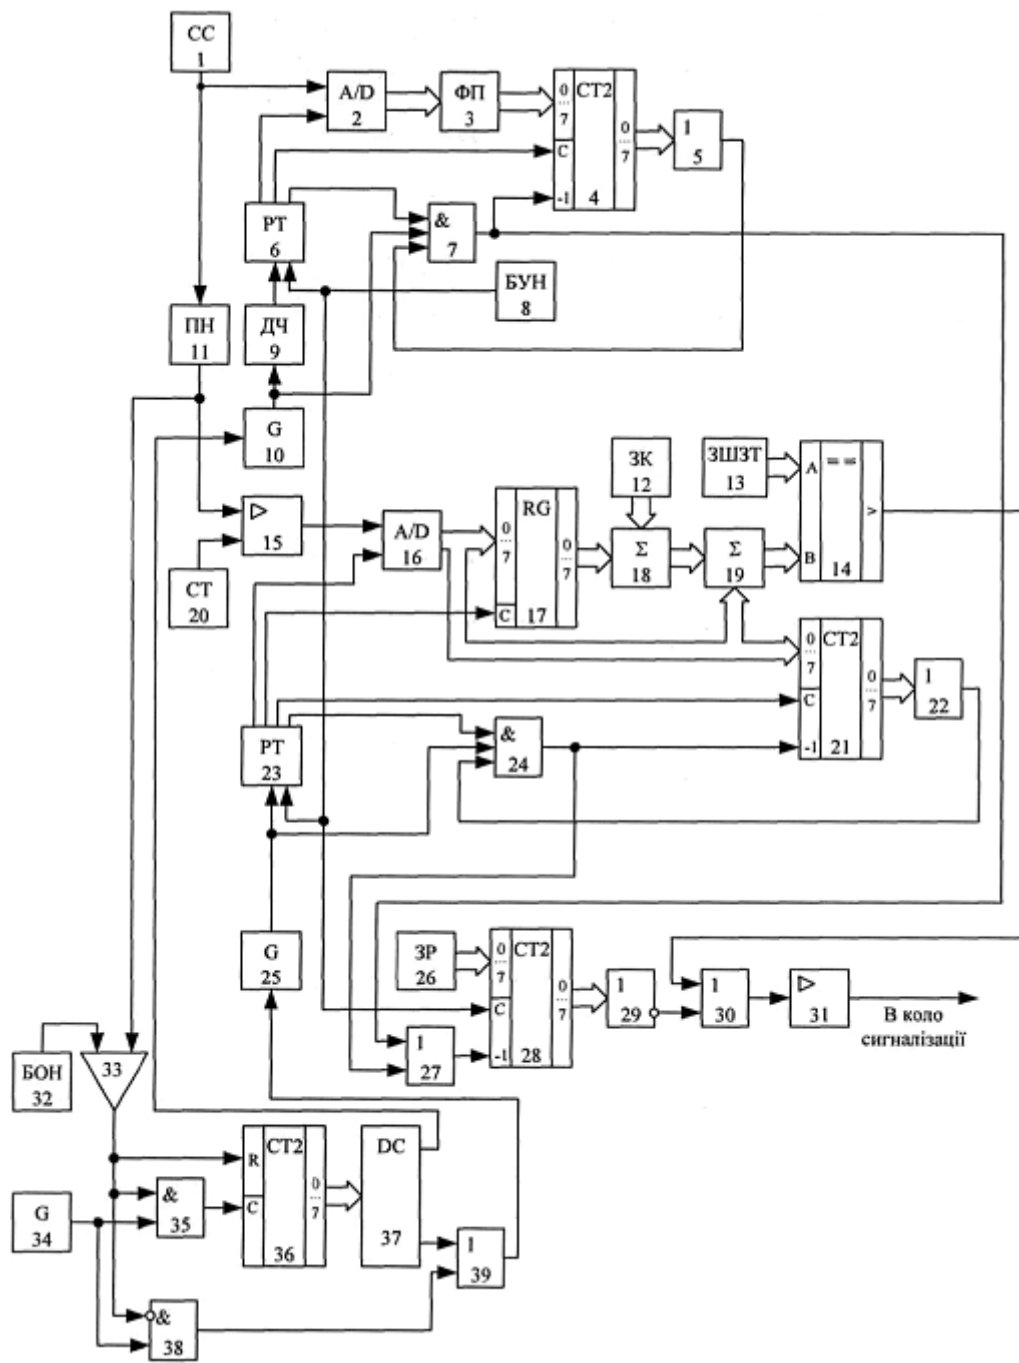 СС
1
A/D
2
ФП
3
0
...
7
C
-1
CT2
4
0
...
7
1
5
РТ
6
&
7
БУН
8
ПН
11
ДЧ
9
G
10
ЗК
12
ЗШЗТ
13
A
B
==
14
>
▷
15
A/D
16
0
...
7
C
RG
17
0
...
7
Σ
18
Σ
19
СТ
20
0
...
7
C
-1
CT2
21
0
...
7
1
22
РТ
23
&
24
G
25
ЗР
26
0
...
7
C
-1
CT2
28
0
...
7
1
27
1
29
1
30
▷
31
В коло
сигналізації
БОН
32
33
G
34
&
35
R
C
CT2
36
0
...
7
DC
37
&
38
1
39